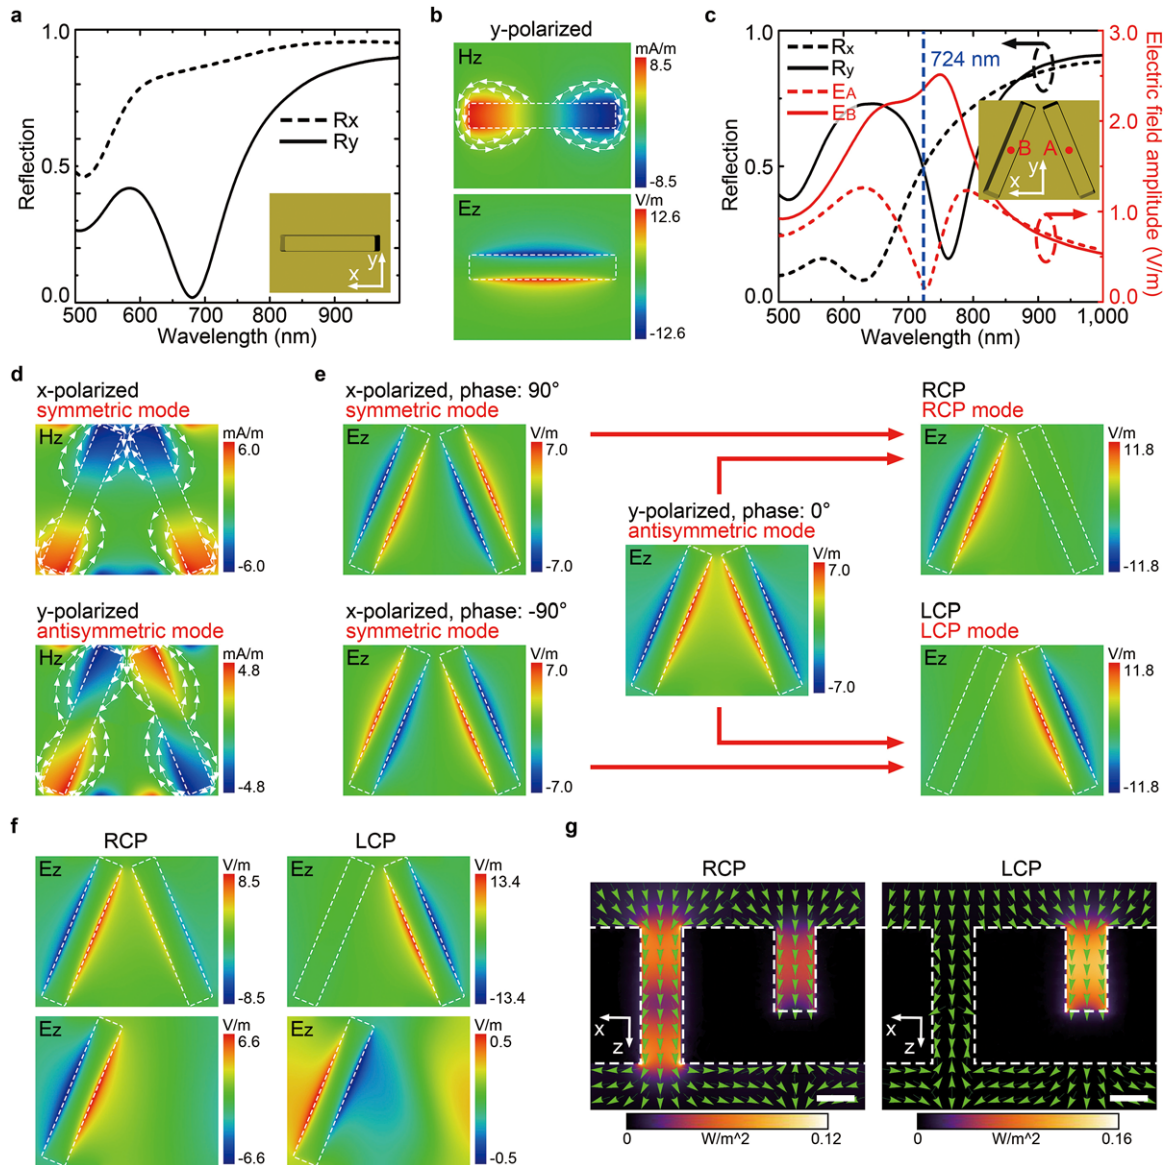 a
1.0
0.5
0.0
Reflection
Rx
Ry
x
y
500
600
700
800
900
Wavelength (nm)
b
y-polarized
Hz
mA/m
8.5
-8.5
Ez
V/m
12.6
-12.6
c
1.0
0.5
0.0
Reflection
Rx
Ry
EA
EB
724 nm
B
A
x
y
3.0
2.0
1.0
0.0
Electric field amplitude (V/m)
500
600
700
800
900
1,000
Wavelength (nm)
d
x-polarized
symmetric mode
Hz
mA/m
6.0
-6.0
y-polarized
antisymmetric mode
Hz
mA/m
4.8
-4.8
e
x-polarized, phase: 90°
symmetric mode
Ez
V/m
7.0
-7.0
x-polarized, phase: -90°
symmetric mode
Ez
V/m
7.0
-7.0
y-polarized, phase: 0°
antisymmetric mode
Ez
V/m
7.0
-7.0
RCP
RCP mode
Ez
V/m
11.8
-11.8
LCP
LCP mode
Ez
V/m
11.8
-11.8
f
RCP
Ez
V/m
8.5
-8.5
LCP
Ez
V/m
13.4
-13.4
Ez
V/m
6.6
-6.6
Ez
V/m
0.5
-0.5
g
RCP
x
z
0
W/m^2
0.12
LCP
x
z
0
W/m^2
0.16